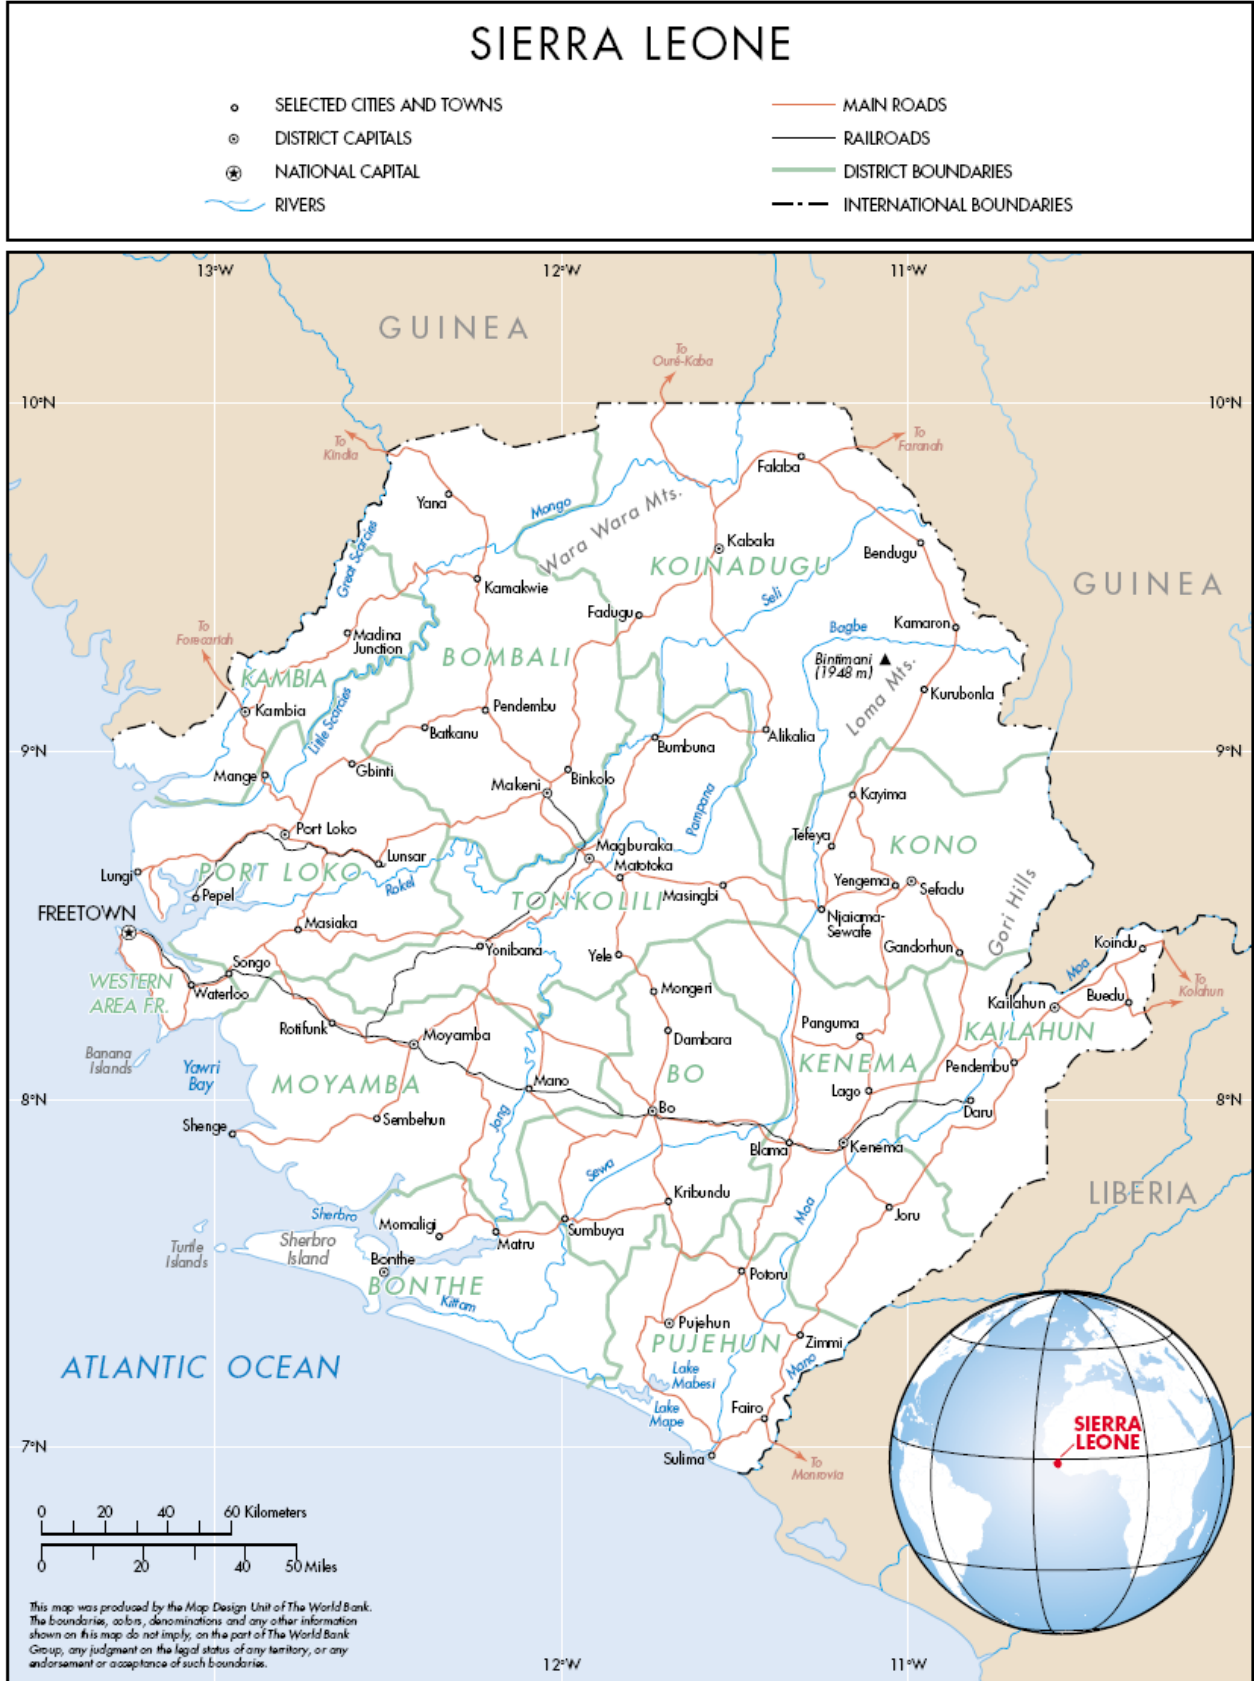 SIERRA LEONE
SELECTED CITIES AND TOWNS
DISTRICT CAPITALS
NATIONAL CAPITAL
RIVERS
MAIN ROADS
RAILROADS
DISTRICT BOUNDARIES
INTERNATIONAL BOUNDARIES
13°W
12°W
11°W
GUINEA
To
Ouré-Kaba
10°N
10°N
To
Kindia
To
Faranah
Falaba
Yana
Mongo
Wara Wara Mts.
Great Scarcies
Kabala
KOINADUGU
Bendugu
GUINEA
Kamakwie
Seli
Fadugu
To
Forecariah
Madina
Junction
Bagbe
Kamaron
BOMBALI
Bintimani
(1948 m)
KAMBIA
Loma Mts.
Kurubonla
Kambia
Little Scarcies
Pendembu
Batkanu
Bumbuna
Alikalia
9°N
9°N
Mange
Gbinti
Makeni
Binkolo
Pampana
Kayima
Port Loko
Tefeya
KONO
Magburaka
Lunsar
Matotoka
Lungi
PORT LOKO
Rokel
Pepel
TONKOLILI
Masingbi
Yengema
Sefadu
Gori Hills
FREETOWN
Masiaka
Njaiama-
Sewafe
Yonibana
Yele
Gandorhun
Koindu
Songo
Moa
WESTERN
AREA F.R.
Waterloo
Mongeri
Kailahun
Buedu
To
Kolahun
Rotifunk
Moyamba
Dambara
Panguma
KAILAHUN
Banana
Islands
Yawri
Bay
MOYAMBA
Mano
BO
KENEMA
Pendembu
Lago
8°N
8°N
Shenge
Sembehun
Jong
Bo
Daru
Blama
Kenema
Sewa
LIBERIA
Kribundu
Moa
Joru
Sherbro
Momaligi
Sumbuya
Turtle
Islands
Sherbro
Island
Matru
Bonthe
BONTHE
Potoru
Kittam
Pujehun
PUJEHUN
Zimmi
ATLANTIC OCEAN
Lake
Mabesi
Mano
Lake
Mape
Fairo
SIERRA
LEONE
7°N
Sulima
To
Monrovia
0 20 40 60 Kilometers
0 20 40 50 Miles
This map was produced by the Map Design Unit of The World Bank.
The boundaries, colors, denominations and any other information
shown on this map do not imply, on the part of The World Bank
Group, any judgment on the legal status of any territory, or any
endorsement or acceptance of such boundaries.
12°W
11°W